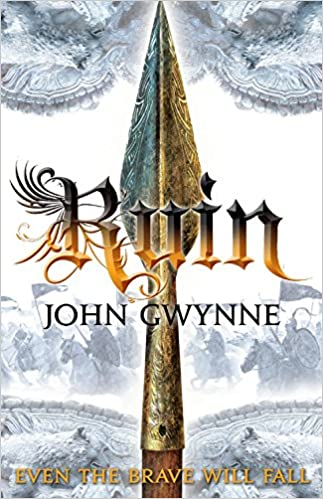 Ruin
JOHN GWYNNE
EVEN THE BRAVE WILL FALL